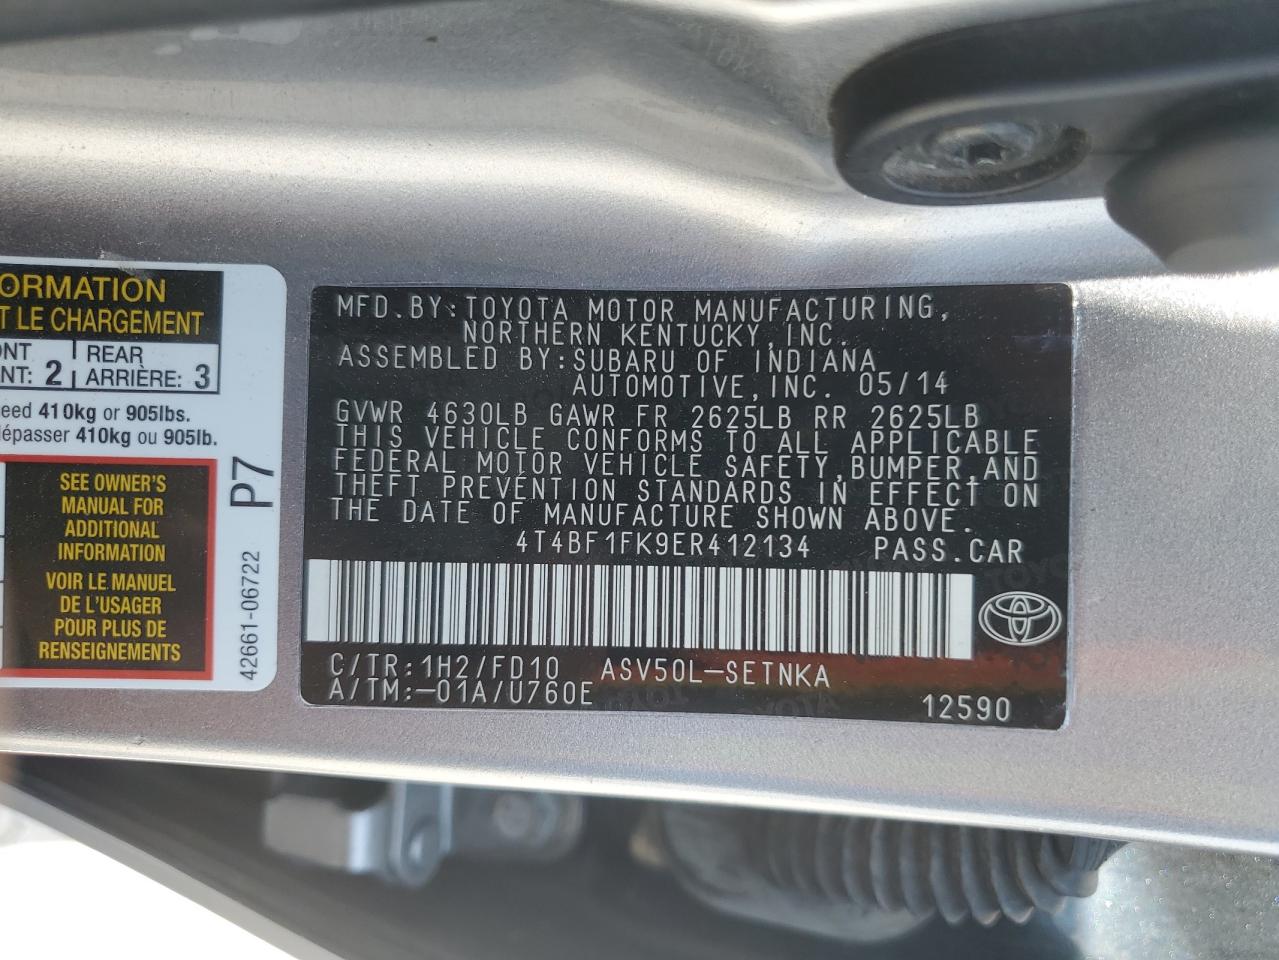 ORMATION
T LE CHARGEMENT
NT 2 REAR
NT: ARRIÈRE: 3
eed 410kg or 905lbs.
épasser 410kg ou 905lb.
SEE OWNER'S
MANUAL FOR
ADDITIONAL
INFORMATION
VOIR LE MANUEL
DE L'USAGER
POUR PLUS DE
RENSEIGNEMENTS
P7
42661-06722
MFD.BY:TOYOTA MOTOR MANUFACTURING,
NORTHERN KENTUCKY,INC.
ASSEMBLED BY:SUBARU OF INDIANA
AUTOMOTIVE,INC. 05/14
GVWR 4630LB GAWR FR 2625LB RR 2625LB
THIS VEHICLE CONFORMS TO ALL APPLICABLE
FEDERAL MOTOR VEHICLE SAFETY,BUMPER,AND
THEFT PREVENTION STANDARDS IN EFFECT ON
THE DATE OF MANUFACTURE SHOWN ABOVE.
4T4BF1FK9ER412134 PASS.CAR
C/TR:1H2/FD10 ASV50L-SETNKA
A/TM:-01A/U760E
12590